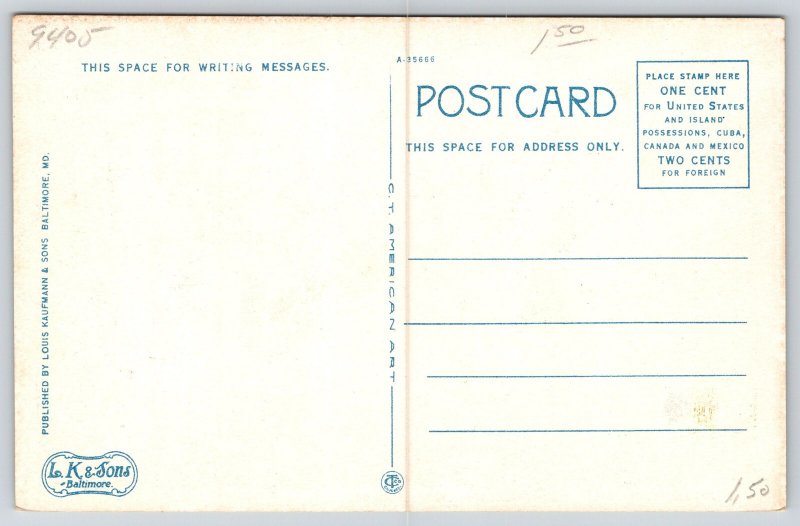 9405
1 50
THIS SPACE FOR WRITING MESSAGES.
A-35666
POST CARD
THIS SPACE FOR ADDRESS ONLY.
PLACE STAMP HERE
ONE CENT
FOR UNITED STATES
AND ISLAND
POSSESSIONS, CUBA,
CANADA AND MEXICO
TWO CENTS
FOR FOREIGN
PUBLISHED BY LOUIS KAUFMANN & SONS BALTIMORE, MD.
C.T. AMERICAN ART
L. K. & Sons
Baltimore.
1,50